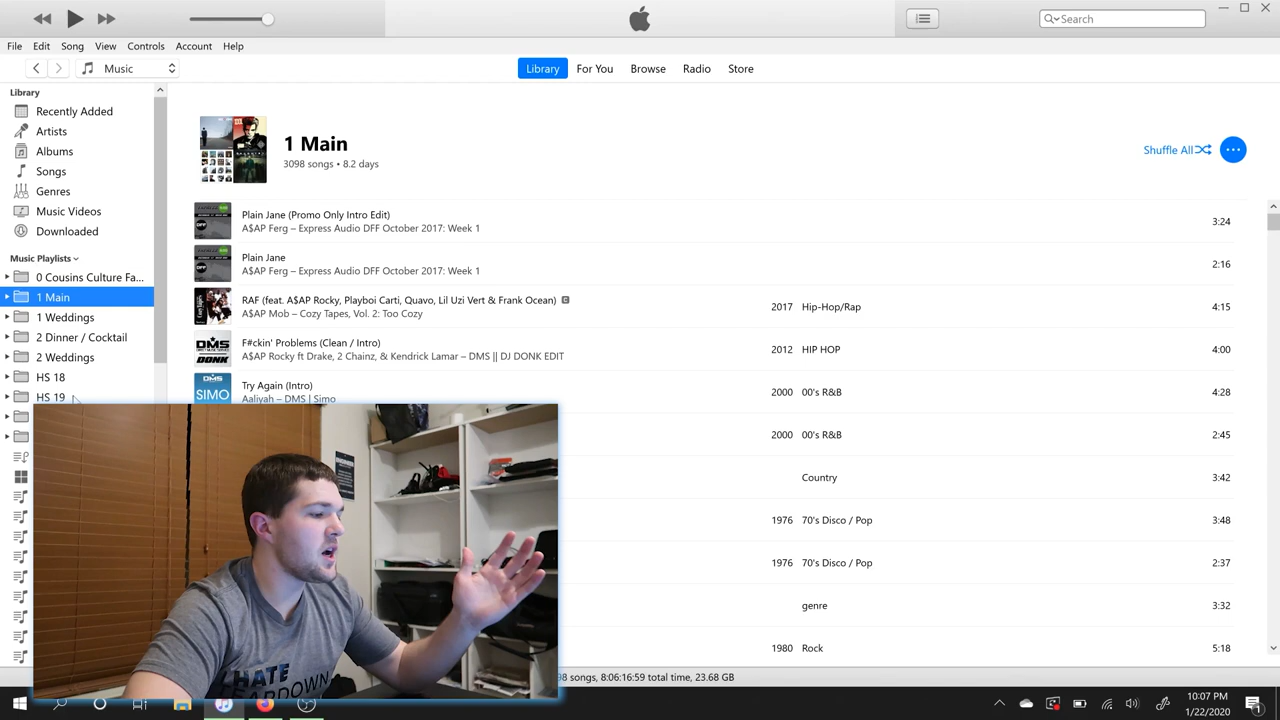 Search
File Edit Song View Controls Account Help
Music
Library For You Browse Radio Store
Library
Recently Added
Artists
Albums
Songs
Genres
Music Videos
Downloaded
Music Playlists
0 Cousins Culture Fa...
1 Main
1 Weddings
2 Dinner / Cocktail
2 Weddings
HS 18
HS 19
1 Main
3098 songs • 8.2 days
Shuffle All
Plain Jane (Promo Only Intro Edit)
A$AP Ferg – Express Audio DFF October 2017: Week 1
3:24
Plain Jane
A$AP Ferg – Express Audio DFF October 2017: Week 1
2:16
RAF (feat. A$AP Rocky, Playboi Carti, Quavo, Lil Uzi Vert & Frank Ocean)
A$AP Mob – Cozy Tapes, Vol. 2: Too Cozy
2017 Hip-Hop/Rap 4:15
DMS
DONK
F#ckin' Problems (Clean / Intro)
A$AP Rocky ft Drake, 2 Chainz, & Kendrick Lamar – DMS || DJ DONK EDIT
2012 HIP HOP 4:00
DMS
SIMO
Try Again (Intro)
Aaliyah – DMS | Simo
2000 00's R&B 4:28
2000 00's R&B 2:45
Country 3:42
1976 70's Disco / Pop 3:48
1976 70's Disco / Pop 2:37
genre 3:32
1980 Rock 5:18
songs, 8:06:16:59 total time, 23.68 GB
HATE
10:07 PM
1/22/2020